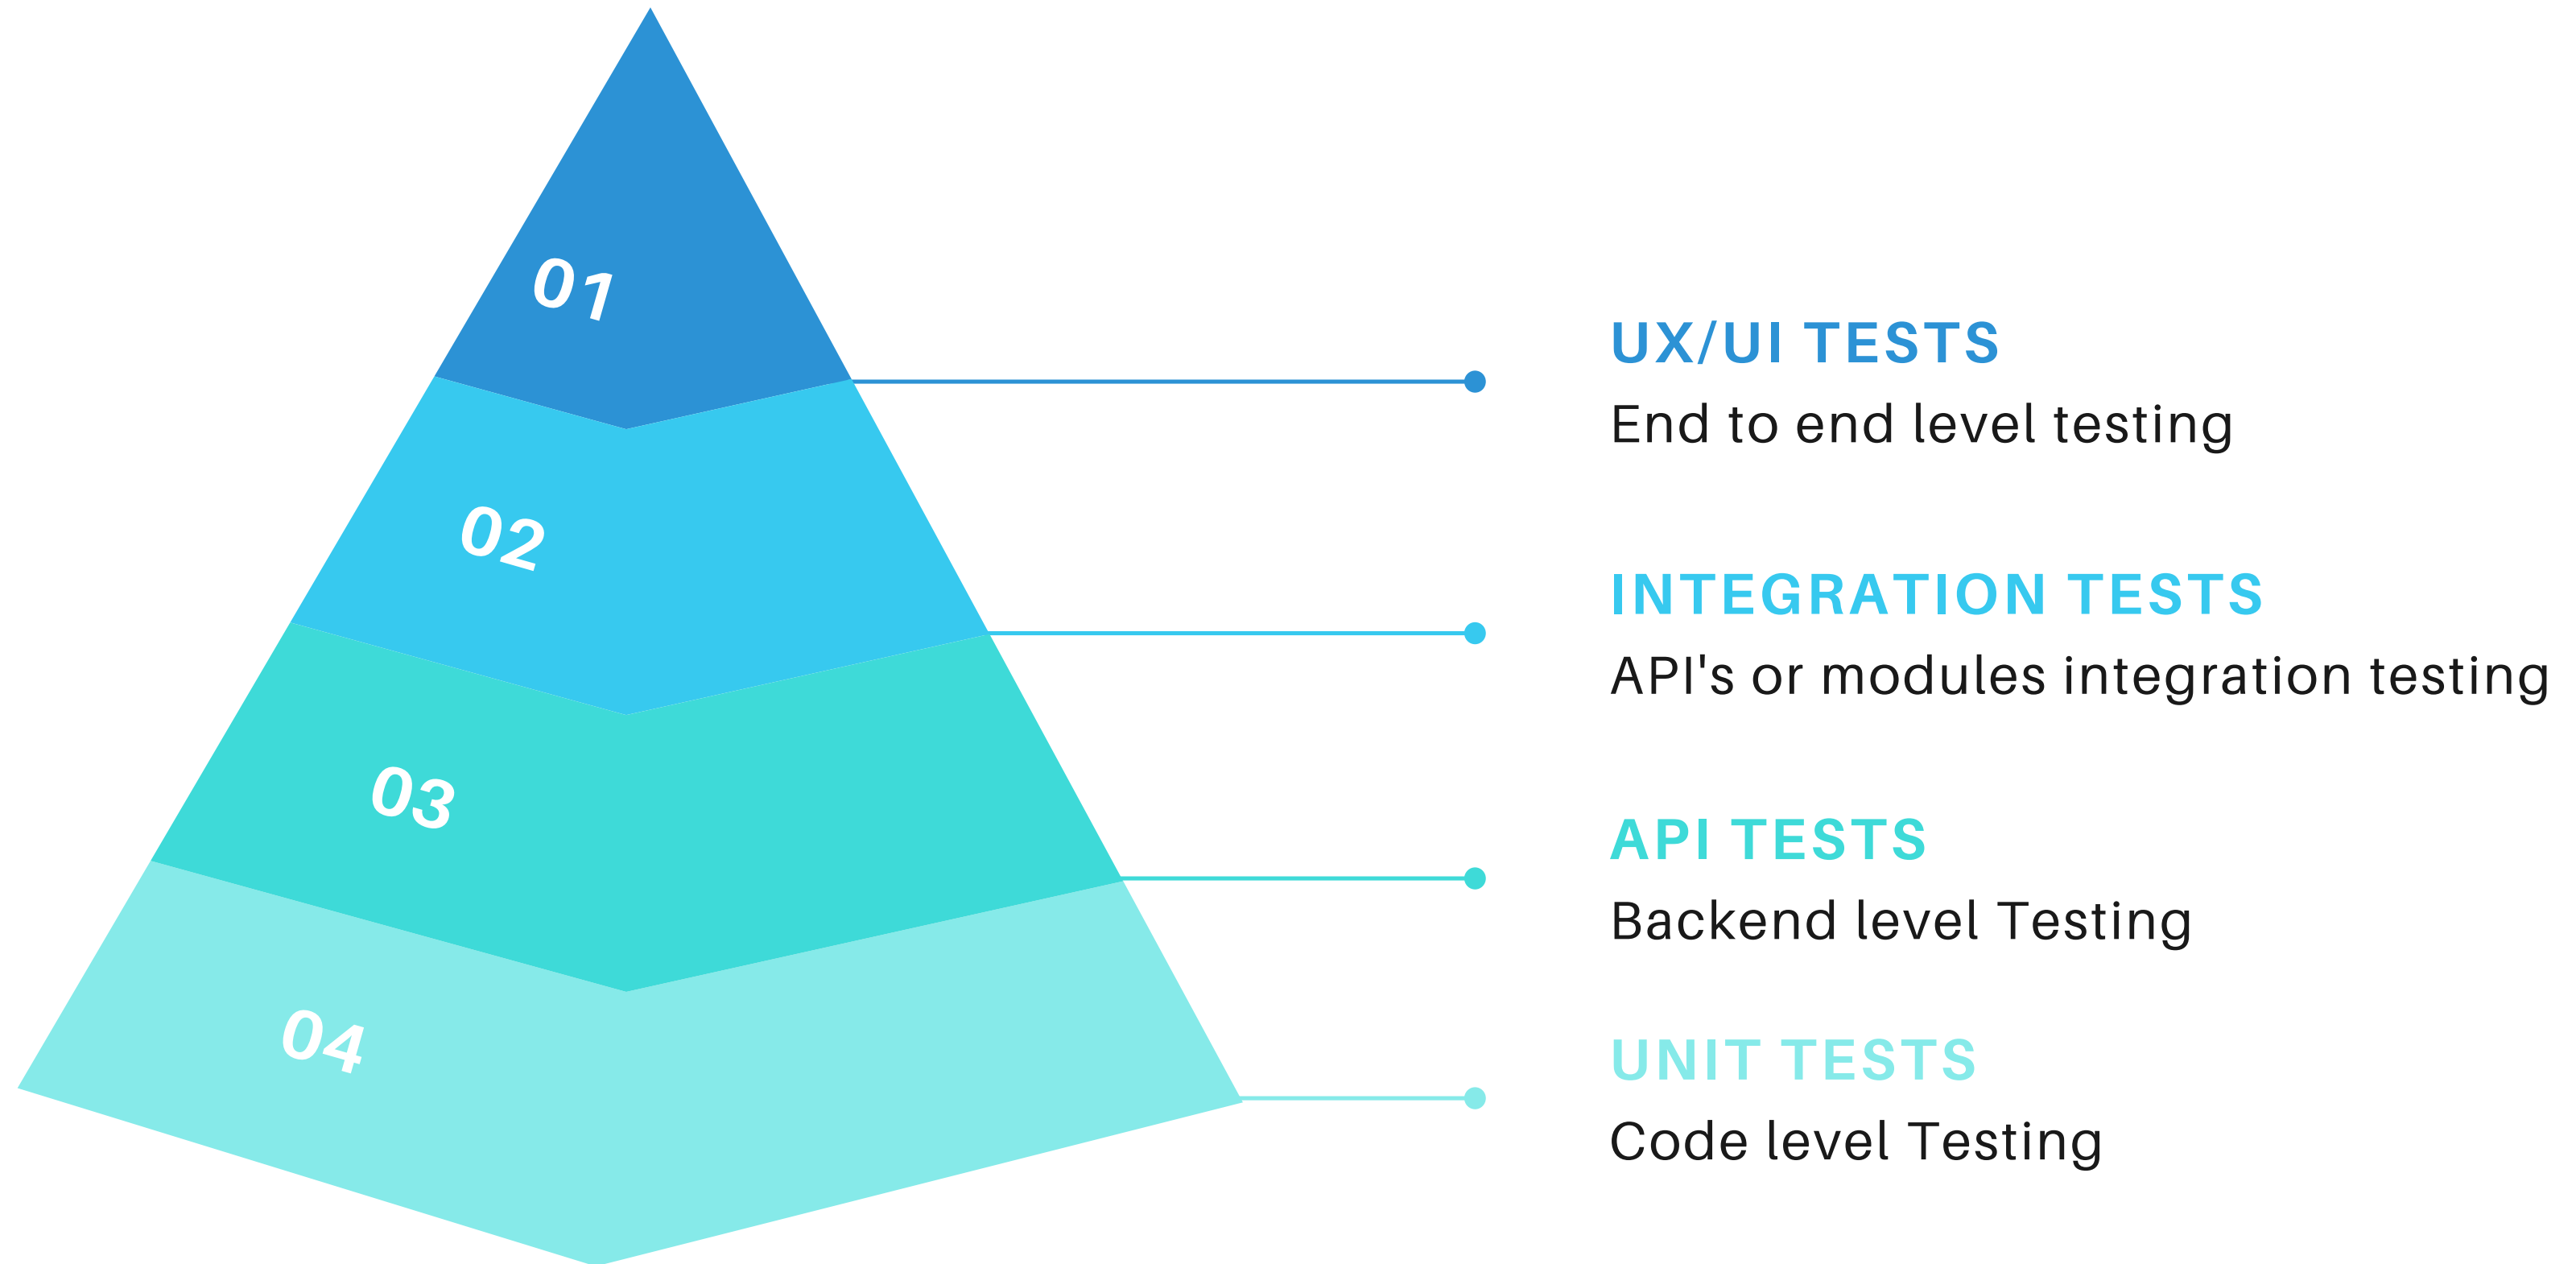 01
UX/UI TESTS
End to end level testing
02
INTEGRATION TESTS
API's or modules integration testing
03
API TESTS
Backend level Testing
04
UNIT TESTS
Code level Testing